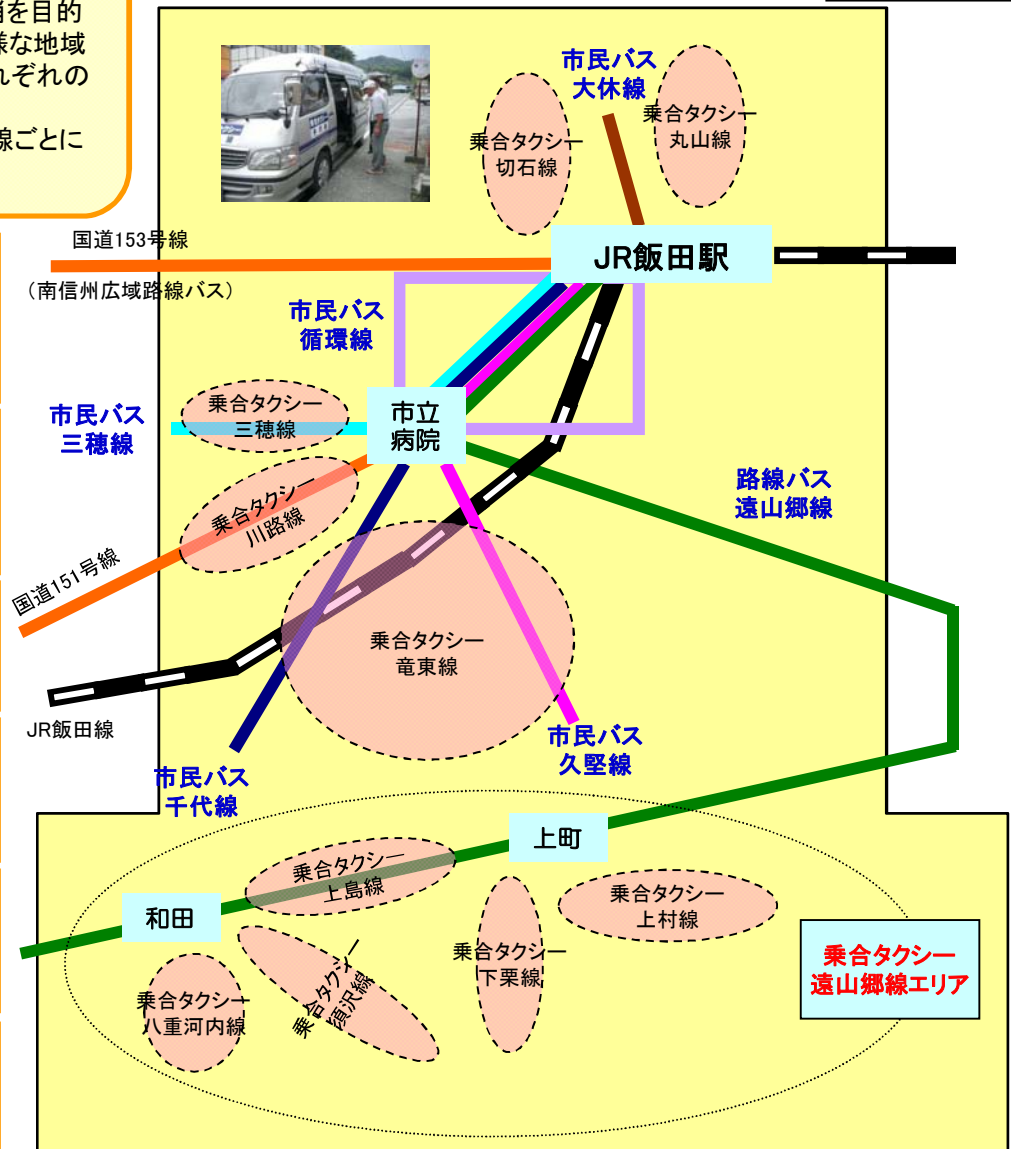 消を目的
様な地域
れぞれの
線ごとに
市民バス
大休線
乗合タクシー
切石線
乗合タクシー
丸山線
国道153号線
(南信州広域路線バス)
JR飯田駅
市民バス
循環線
市民バス
三穂線
乗合タクシー
三穂線
市立
病院
乗合タクシー
川路線
国道151号線
路線バス
遠山郷線
乗合タクシー
竜東線
JR飯田線
市民バス
千代線
市民バス
久堅線
上町
乗合タクシー
上島線
和田
乗合タクシー
上村線
乗合タクシー
下栗線
乗合タクシー
須沢線
乗合タクシー
八重河内線
乗合タクシー
遠山郷線エリア